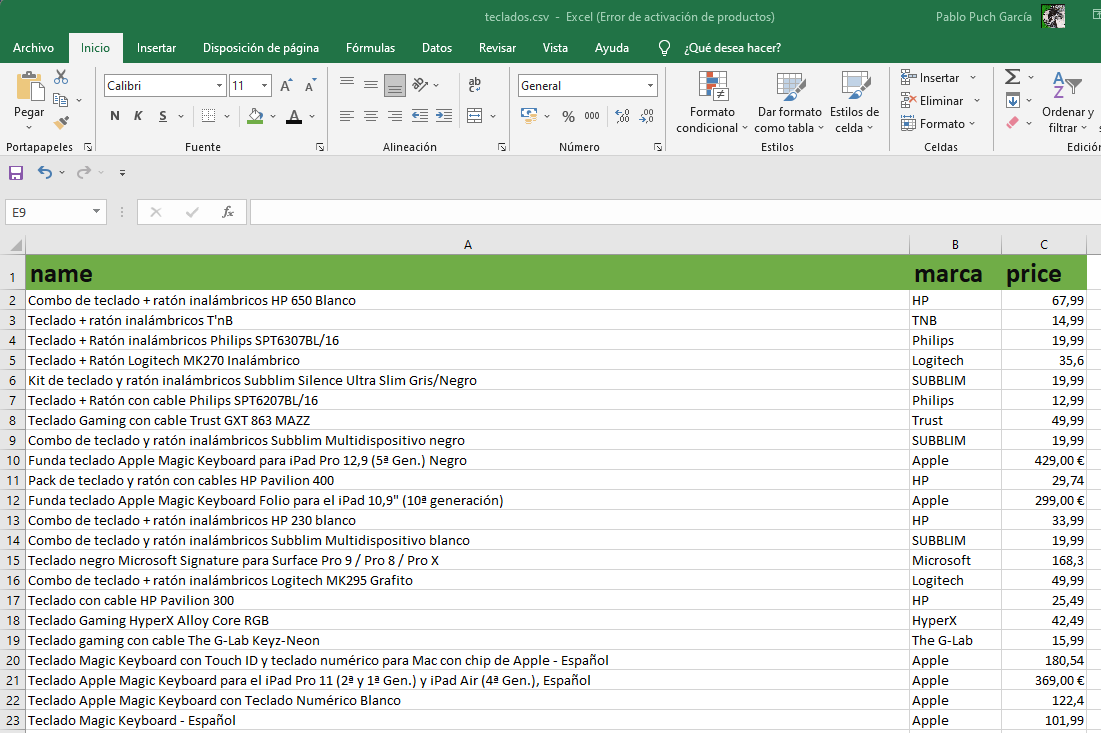 teclados.csv - Excel (Error de activación de productos)
Pablo Puch García
Archivo Inicio Insertar Disposición de página Fórmulas Datos Revisar Vista Ayuda ¿Qué desea hacer?
Pegar
Portapapeles
Calibri 11 A A
N K S A
Fuente
ab
Alineación
General
% 000
Número
Formato condicional
Dar formato como tabla
Estilos de celda
Estilos
Insertar
Eliminar
Formato
Celdas
Ordenar y
filtrar
Edición
E9 fx
A B C
1 name marca price
2 Combo de teclado + ratón inalámbricos HP 650 Blanco HP 67,99
3 Teclado + ratón inalámbricos T'nB TNB 14,99
4 Teclado + Ratón inalámbricos Philips SPT6307BL/16 Philips 19,99
5 Teclado + Ratón Logitech MK270 Inalámbrico Logitech 35,6
6 Kit de teclado y ratón inalámbricos Subblim Silence Ultra Slim Gris/Negro SUBBLIM 19,99
7 Teclado + Ratón con cable Philips SPT6207BL/16 Philips 12,99
8 Teclado Gaming con cable Trust GXT 863 MAZZ Trust 49,99
9 Combo de teclado y ratón inalámbricos Subblim Multidispositivo negro SUBBLIM 19,99
10 Funda teclado Apple Magic Keyboard para iPad Pro 12,9 (5ª Gen.) Negro Apple 429,00 €
11 Pack de teclado y ratón con cables HP Pavilion 400 HP 29,74
12 Funda teclado Apple Magic Keyboard Folio para el iPad 10,9" (10ª generación) Apple 299,00 €
13 Combo de teclado + ratón inalámbricos HP 230 blanco HP 33,99
14 Combo de teclado y ratón inalámbricos Subblim Multidispositivo blanco SUBBLIM 19,99
15 Teclado negro Microsoft Signature para Surface Pro 9 / Pro 8 / Pro X Microsoft 168,3
16 Combo de teclado + ratón inalámbricos Logitech MK295 Grafito Logitech 49,99
17 Teclado con cable HP Pavilion 300 HP 25,49
18 Teclado Gaming HyperX Alloy Core RGB HyperX 42,49
19 Teclado gaming con cable The G-Lab Keyz-Neon The G-Lab 15,99
20 Teclado Magic Keyboard con Touch ID y teclado numérico para Mac con chip de Apple - Español Apple 180,54
21 Teclado Apple Magic Keyboard para el iPad Pro 11 (2ª y 1ª Gen.) y iPad Air (4ª Gen.), Español Apple 369,00 €
22 Teclado Apple Magic Keyboard con Teclado Numérico Blanco Apple 122,4
23 Teclado Magic Keyboard - Español Apple 101,99